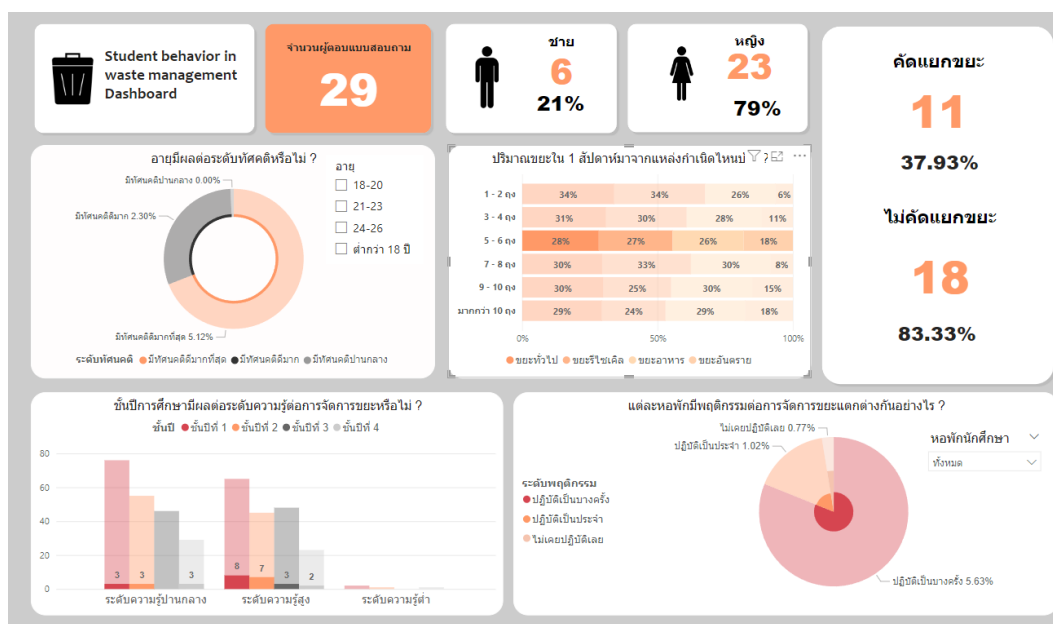 Student behavior in
waste management
Dashboard
จำนวนผู้ตอบแบบสอบถาม
29
ชาย
6
21%
หญิง
23
79%
คัดแยกขยะ
11
37.93%
ไม่คัดแยกขยะ
18
83.33%
อายุมีผลต่อระดับทัศคติหรือไม่ ?
มีทัศนคติปานกลาง 0.00%
มีทัศนคติดีมาก 2.30%
มีทัศนคติดีมากที่สุด 5.12%
อายุ
18-20
21-23
24-26
ต่ำกว่า 18 ปี
ระดับทัศนคติ มีทัศนคติดีมากที่สุด มีทัศนคติดีมาก มีทัศนคติปานกลาง
ปริมาณขยะใน 1 สัปดาห์มาจากแหล่งกำเนิดไหนบ ?
1 - 2 ถุง 34% 34% 26% 6%
3 - 4 ถุง 31% 30% 28% 11%
5 - 6 ถุง 28% 27% 26% 18%
7 - 8 ถุง 30% 33% 30% 8%
9 - 10 ถุง 30% 25% 30% 15%
มากกว่า 10 ถุง 29% 24% 29% 18%
0% 50% 100%
ขยะทั่วไป ขยะรีไซเคิล ขยะอาหาร ขยะอันตราย
ชั้นปีการศึกษามีผลต่อระดับความรู้ต่อการจัดการขยะหรือไม่ ?
ชั้นปี ชั้นปีที่ 1 ชั้นปีที่ 2 ชั้นปีที่ 3 ชั้นปีที่ 4
80
60
40
20
0
3 3 3
8 7 3 2
ระดับความรู้ปานกลาง ระดับความรู้สูง ระดับความรู้ต่ำ
แต่ละหอพักมีพฤติกรรมต่อการจัดการขยะแตกต่างกันอย่างไร ?
ไม่เคยปฏิบัติเลย 0.77%
ปฏิบัติเป็นประจำ 1.02%
ระดับพฤติกรรม
ปฏิบัติเป็นบางครั้ง
ปฏิบัติเป็นประจำ
ไม่เคยปฏิบัติเลย
ปฏิบัติเป็นบางครั้ง 5.63%
หอพักนักศึกษา
ทั้งหมด